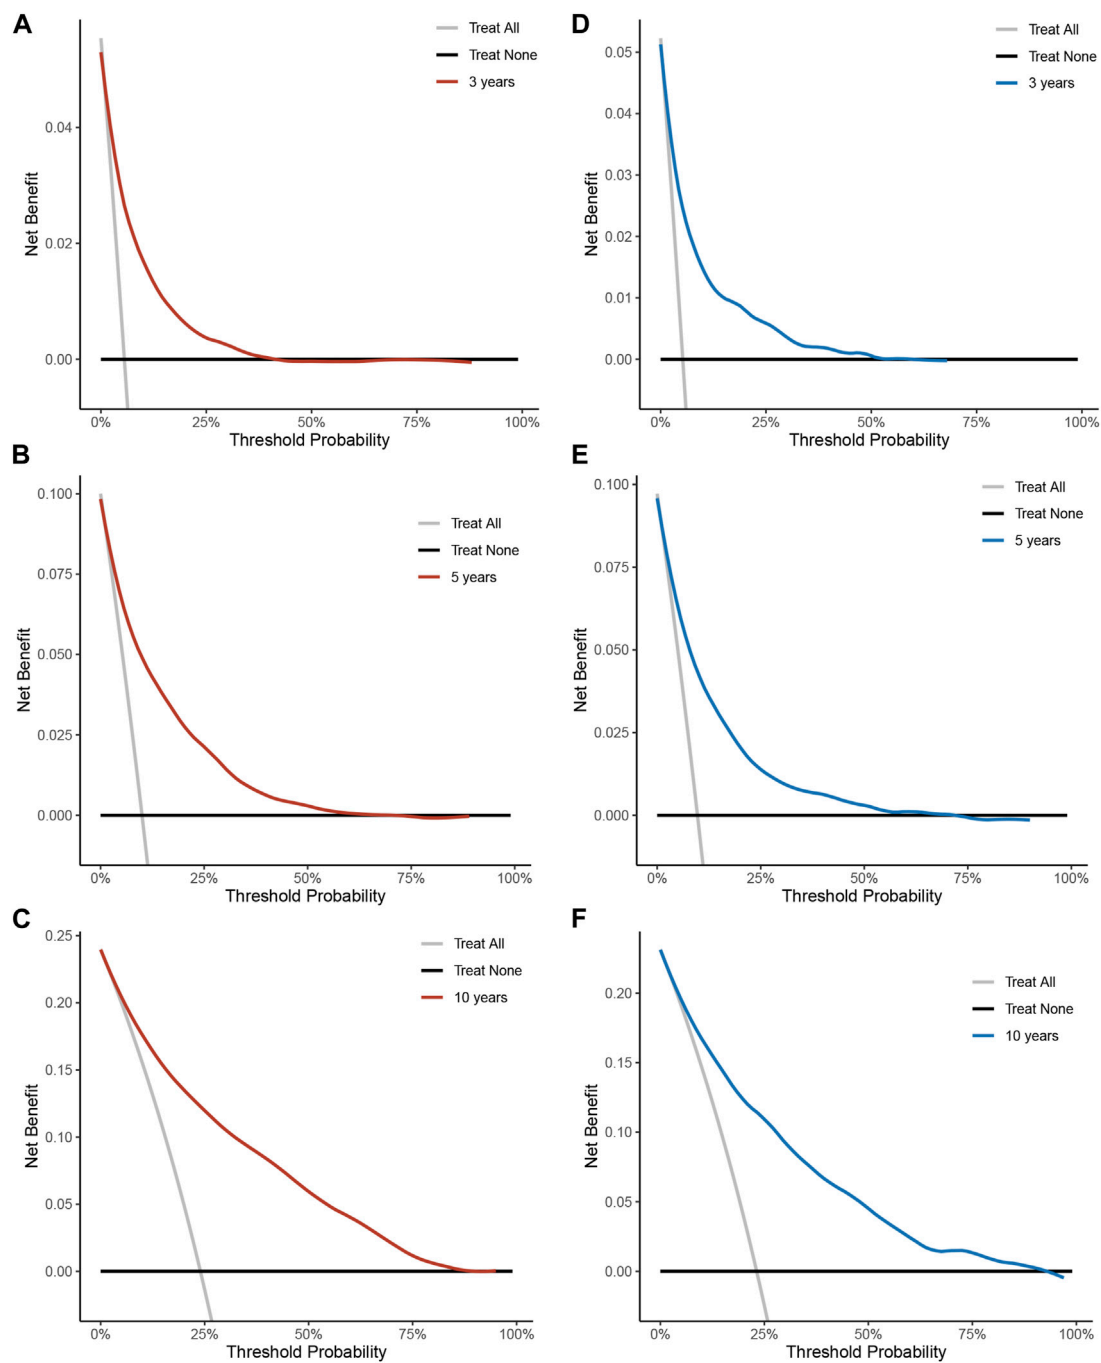 A
Treat All
Treat None
3 years
Net Benefit
0.04
0.02
0.00
0% 25% 50% 75% 100%
Threshold Probability
D
Treat All
Treat None
3 years
Net Benefit
0.05
0.04
0.03
0.02
0.01
0.00
0% 25% 50% 75% 100%
Threshold Probability
B
Treat All
Treat None
5 years
Net Benefit
0.100
0.075
0.050
0.025
0.000
0% 25% 50% 75% 100%
Threshold Probability
E
Treat All
Treat None
5 years
Net Benefit
0.100
0.075
0.050
0.025
0.000
0% 25% 50% 75% 100%
Threshold Probability
C
Treat All
Treat None
10 years
Net Benefit
0.25
0.20
0.15
0.10
0.05
0.00
0% 25% 50% 75% 100%
Threshold Probability
F
Treat All
Treat None
10 years
Net Benefit
0.20
0.15
0.10
0.05
0.00
0% 25% 50% 75% 100%
Threshold Probability